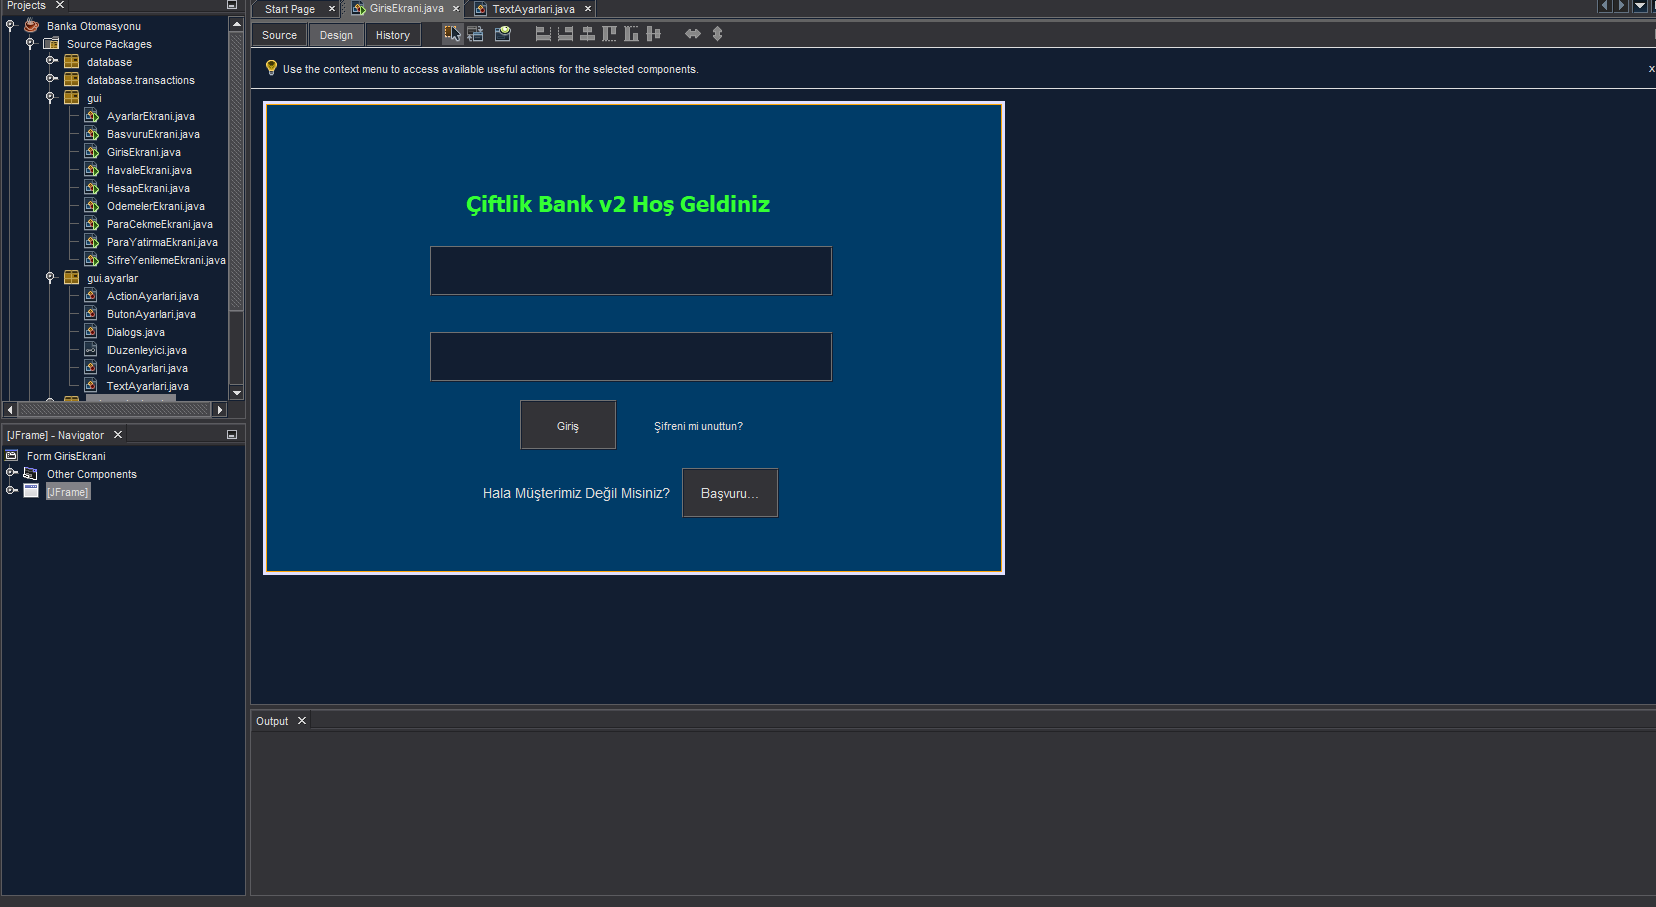 Projects
Banka Otomasyonu
Source Packages
database
database.transactions
gui
AyarlarEkrani.java
BasvuruEkrani.java
GirisEkrani.java
HavaleEkrani.java
HesapEkrani.java
OdemelerEkrani.java
ParaCekmeEkrani.java
ParaYatirmaEkrani.java
SifreYenilemeEkrani.java
gui.ayarlar
ActionAyarlari.java
ButonAyarlari.java
Dialogs.java
IDuzenleyici.java
IconAyarlari.java
TextAyarlari.java
[JFrame] - Navigator
Form GirisEkrani
Other Components
[JFrame]
Start Page
GirisEkrani.java
TextAyarlari.java
Source
Design
History
Use the context menu to access available useful actions for the selected components.
x
Çiftlik Bank v2 Hoş Geldiniz
Giriş
Şifreni mi unuttun?
Hala Müşterimiz Değil Misiniz?
Başvuru...
Output